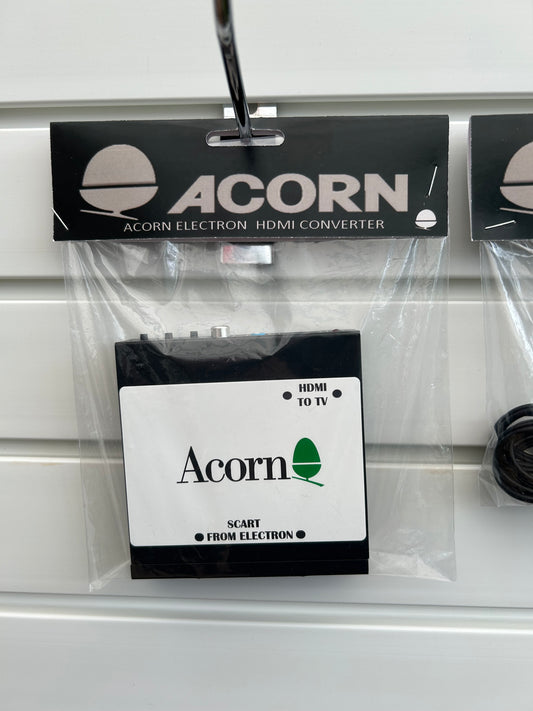 ACORN
ACORN ELECTRON HDMI CONVERTER
HDMI
TO TV
Acorn
SCART
FROM ELECTRON